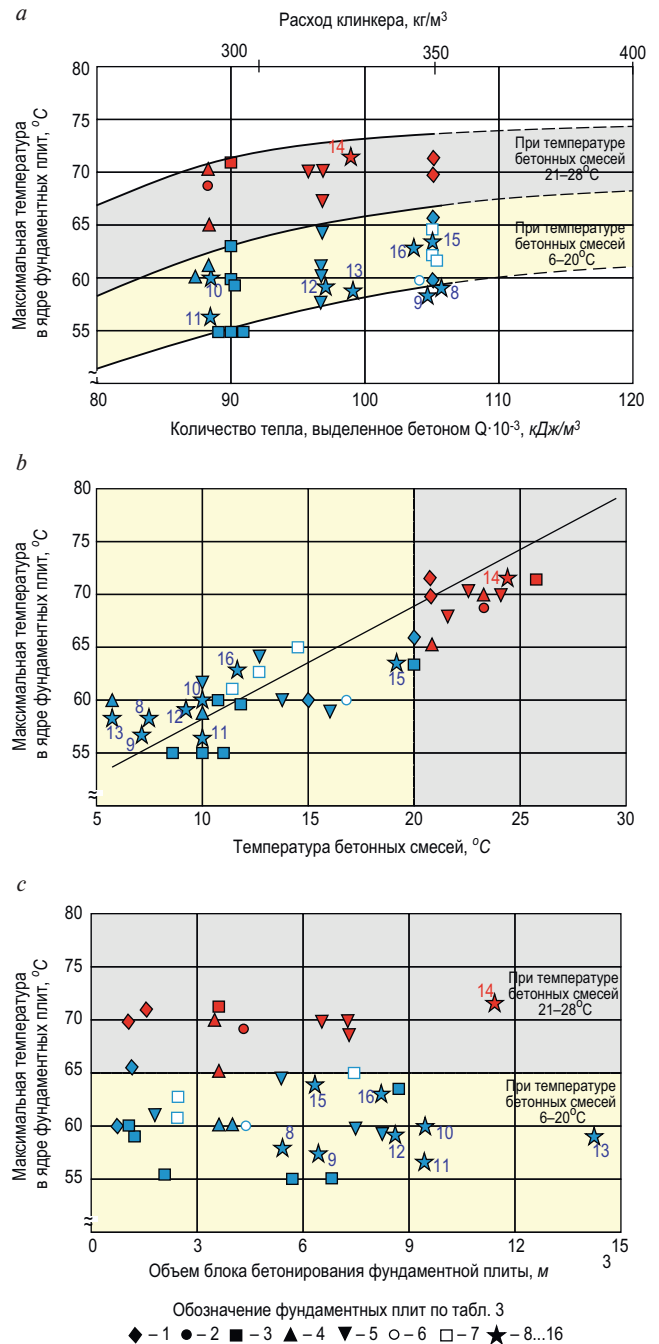 a
Расход клинкера, кг/м³
300 350 400
Максимальная температура
в ядре фундаментных плит, °С
80
75
70
65
60
55
≈
14
При температуре
бетонных смесей
21–28°С
При температуре
бетонных смесей
6–20°С
16
15
10
12
13
11
9
8
80 90 100 110 120
Количество тепла, выделенное бетоном Q·10⁻³, кДж/м³
b
Максимальная температура
в ядре фундаментных плит, °С
80
75
70
65
60
55
≈
14
16
15
10
8
12
13
9
11
5 10 15 20 25 30
Температура бетонных смесей, °С
c
Максимальная температура
в ядре фундаментных плит, °С
80
75
70
65
60
55
≈
14
При температуре
бетонных смесей
21–28°С
При температуре
бетонных смесей
6–20°С
15
16
8
9
12
10
11
13
0 3 6 9 12 15
3
Объем блока бетонирования фундаментной плиты, м
Обозначение фундаментных плит по табл. 3
– 1 – 2 – 3 – 4 – 5 – 6 – 7 – 8...16